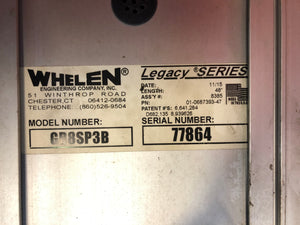 WHELEN®
ENGINEERING COMPANY, INC.
51 WINTHROP ROAD
CHESTER, CT 06412-0684
TELEPHONE: (860)526-9504
Legacy® SERIES
DATE: 11/15
LENGTH: 48"
ASSY#: 8385
PN: 01-0687393-47
PATENT #'S 6,641,284
D682,135 8,939,626
MODEL NUMBER:
GB8SP3B
SERIAL NUMBER:
77864